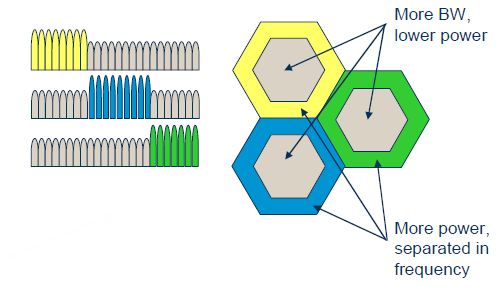 More BW,
lower power
More power,
separated in
frequency